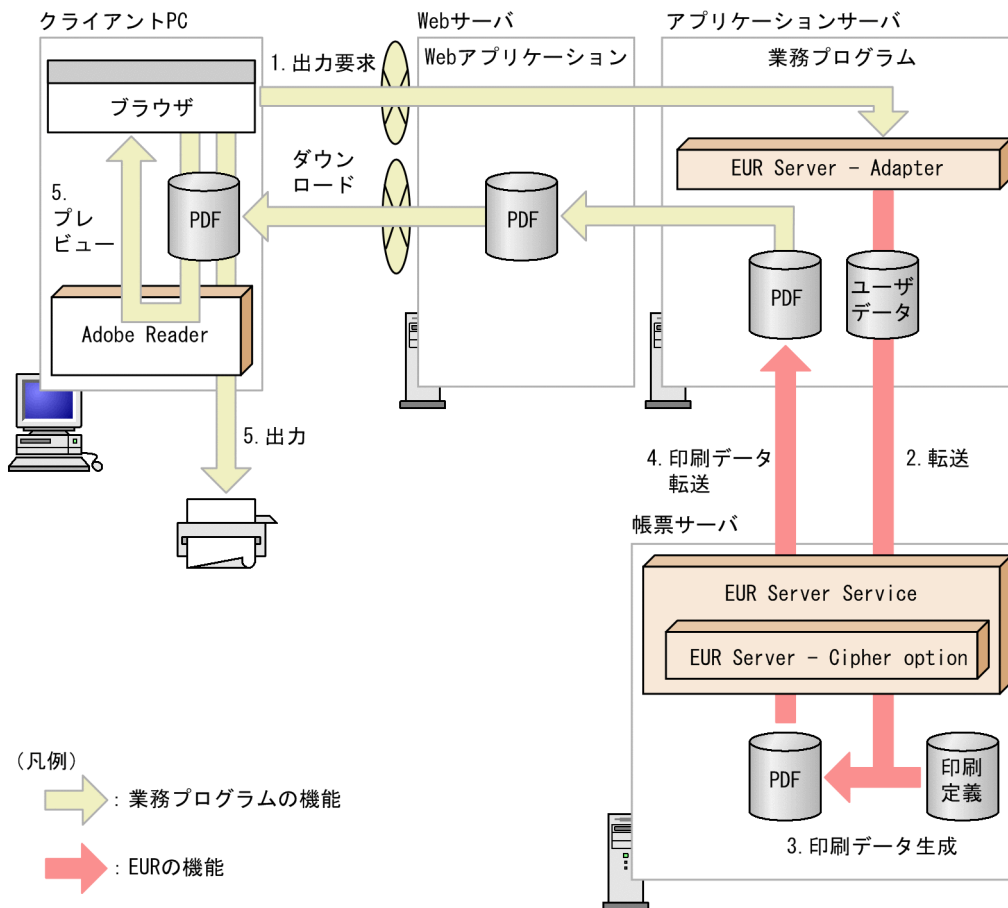 クライアントPC
Webサーバ
アプリケーションサーバ
ブラウザ
1. 出力要求
Webアプリケーション
業務プログラム
EUR Server − Adapter
ダウン
ロード
5.
プレ
ビュー
PDF
PDF
PDF
ユーザ
データ
Adobe Reader
5. 出力
4. 印刷データ
転送
2. 転送
帳票サーバ
EUR Server Service
EUR Server − Cipher option
PDF
印刷
定義
3. 印刷データ生成
(凡例)
: 業務プログラムの機能
: EURの機能